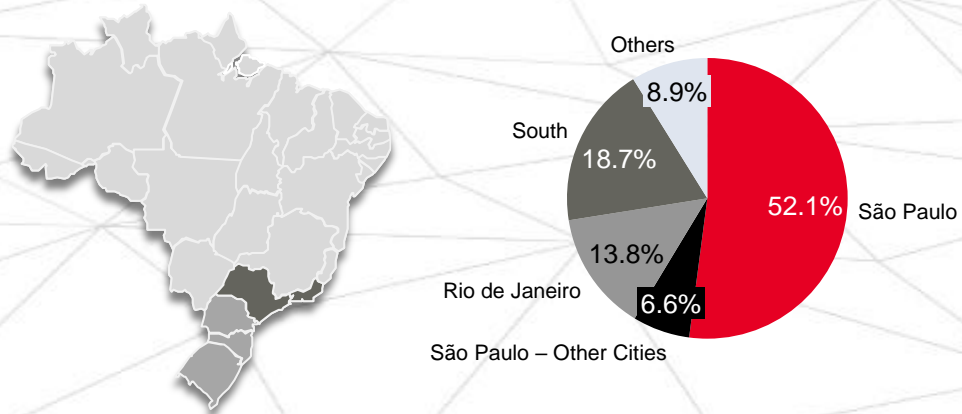 Others
8.9%
South
18.7%
52.1%
São Paulo
13.8%
Rio de Janeiro
6.6%
São Paulo – Other Cities